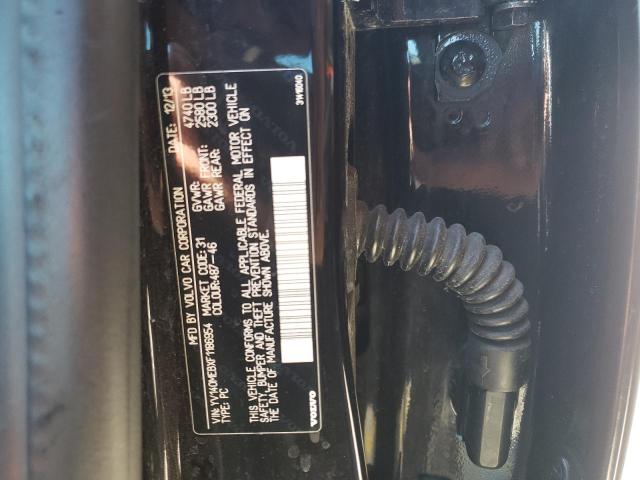 MFD BY VOLVO CAR CORPORATION DATE: 12/13
GVWR: 4740 LB
VIN: YV140MEBXF1186954 MARKET CODE: 31 GAWR FRONT: 2580 LB
TYPE: PC COLOUR: 487-46 GAWR REAR: 2300 LB
THIS VEHICLE CONFORMS TO ALL APPLICABLE FEDERAL MOTOR VEHICLE
SAFETY, BUMPER AND THEFT PREVENTION STANDARDS IN EFFECT ON
THE DATE OF MANUFACTURE SHOWN ABOVE.
VOLVO